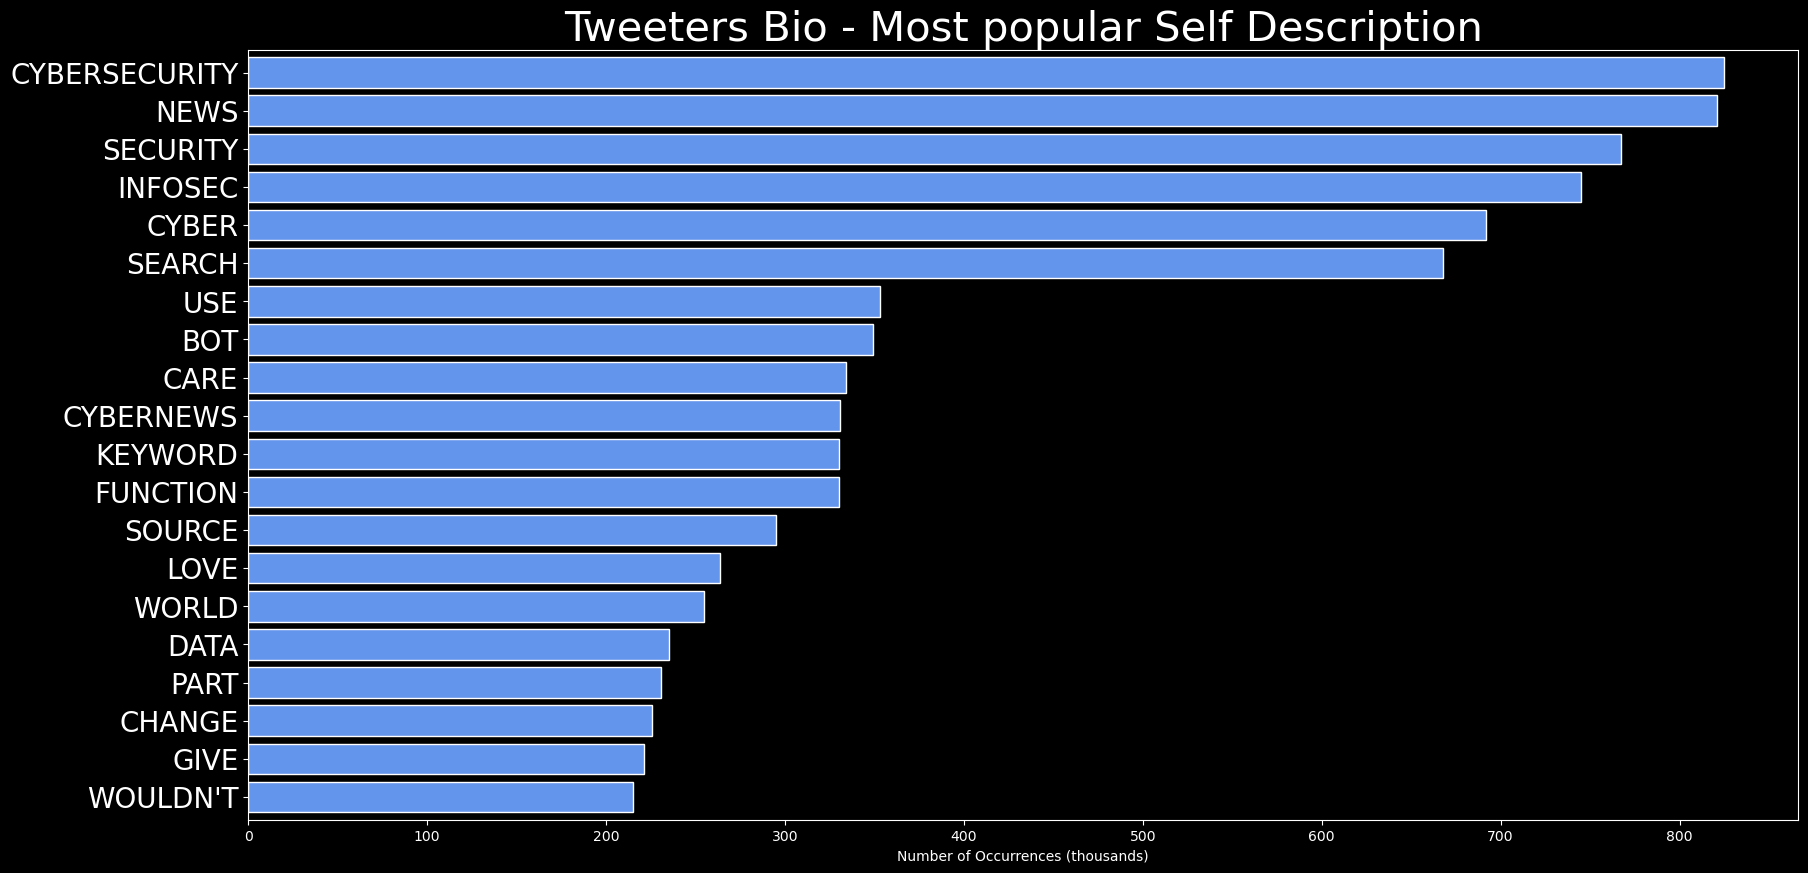 Tweeters Bio - Most popular Self Description
CYBERSECURITY
NEWS
SECURITY
INFOSEC
CYBER
SEARCH
USE
BOT
CARE
CYBERNEWS
KEYWORD
FUNCTION
SOURCE
LOVE
WORLD
DATA
PART
CHANGE
GIVE
WOULDN'T
0 100 200 300 400 500 600 700 800
Number of Occurrences (thousands)